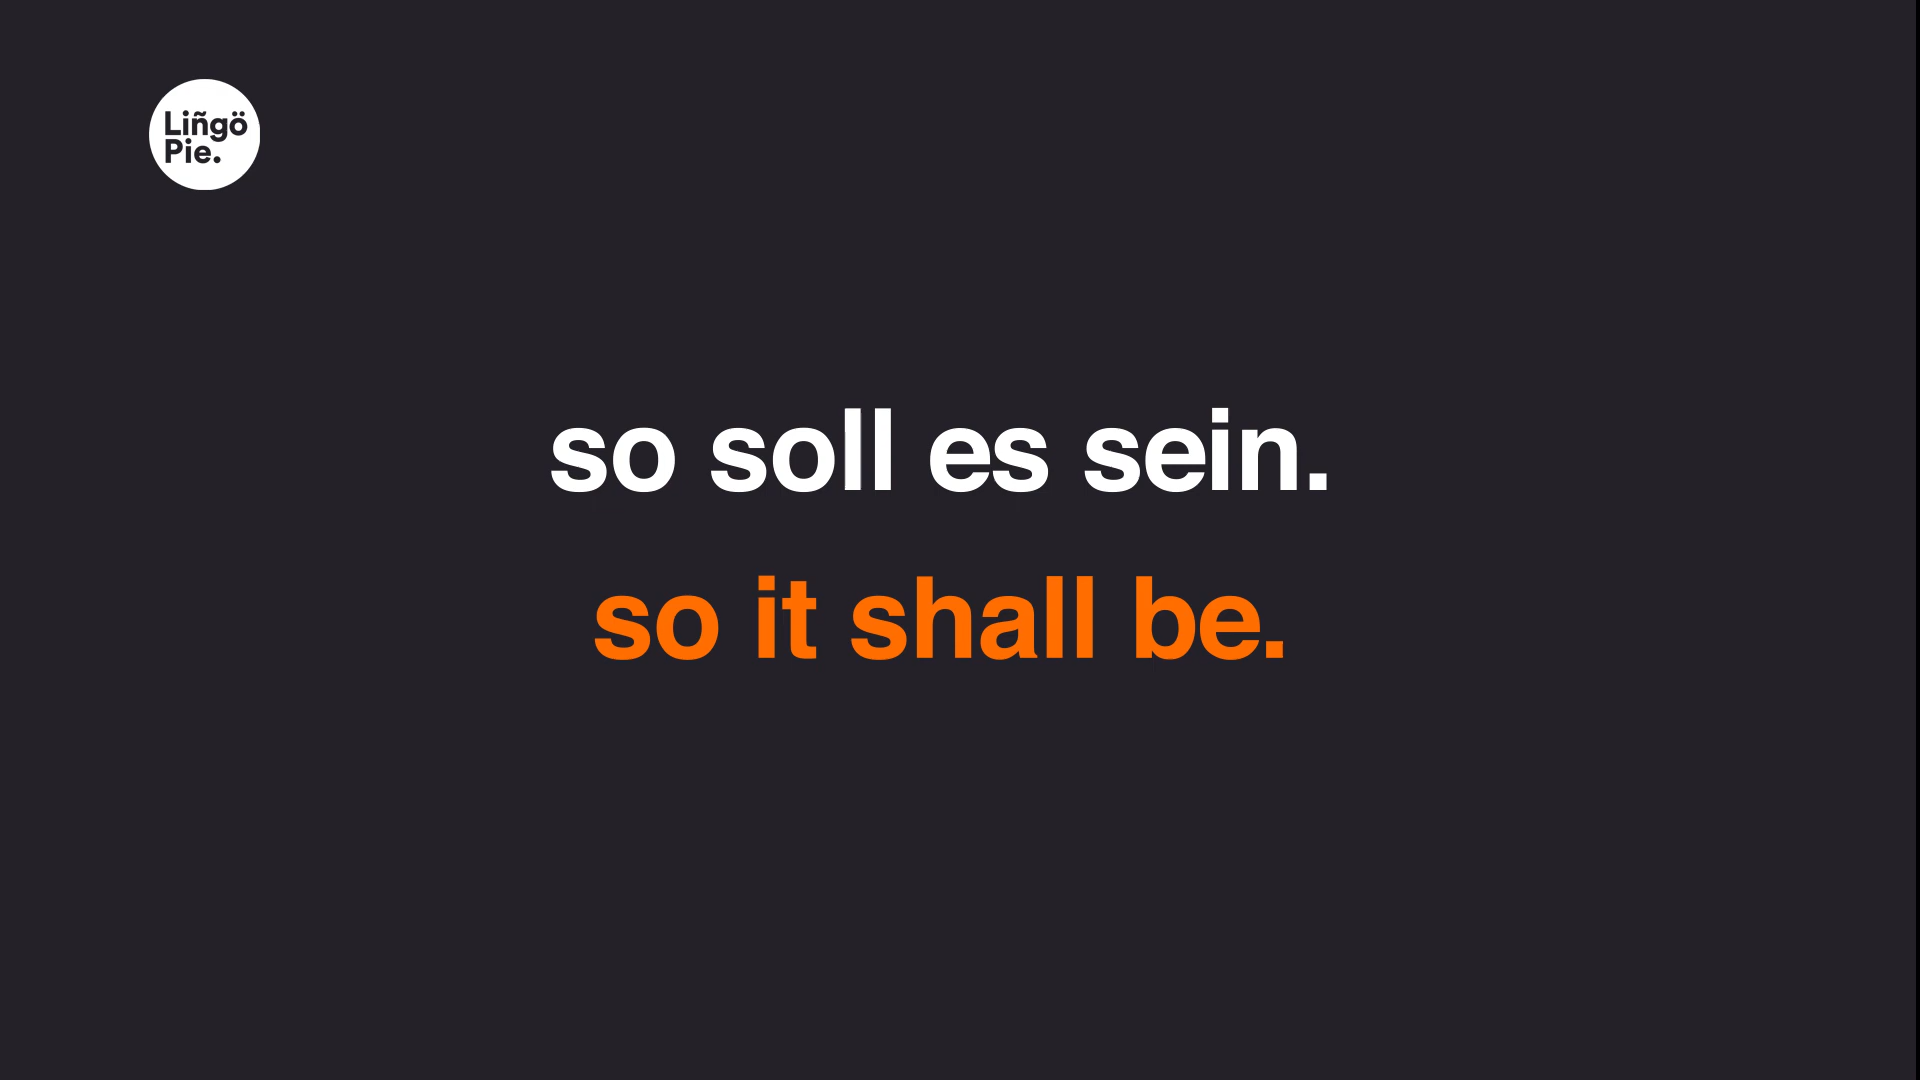 Liñgö
Pie.
so soll es sein.
so it shall be.